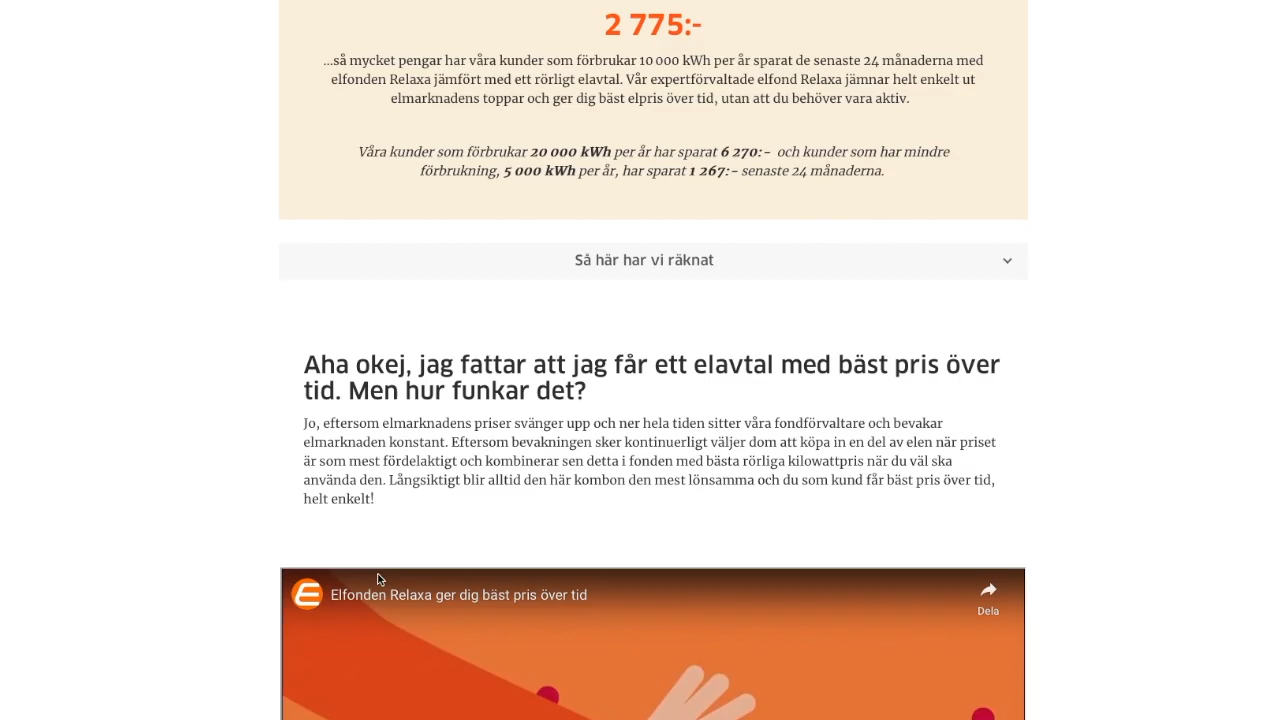 2 775:-
...så mycket pengar har våra kunder som förbrukar 10 000 kWh per år sparat de senaste 24 månaderna med
elfonden Relaxa jämfört med ett rörligt elavtal. Vår expertförvaltade elfond Relaxa jämnar helt enkelt ut
elmarknadens toppar och ger dig bäst elpris över tid, utan att du behöver vara aktiv.
Våra kunder som förbrukar 20 000 kWh per år har sparat 6 270:- och kunder som har mindre
förbrukning, 5 000 kWh per år, har sparat 1 267:- senaste 24 månaderna.
Så här har vi räknat
Aha okej, jag fattar att jag får ett elavtal med bäst pris över
tid. Men hur funkar det?
Jo, eftersom elmarknadens priser svänger upp och ner hela tiden sitter våra fondförvaltare och bevakar
elmarknaden konstant. Eftersom bevakningen sker kontinuerligt väljer dom att köpa in en del av elen när priset
är som mest fördelaktigt och kombinerar sen detta i fonden med bästa rörliga kilowattpris när du väl ska
använda den. Långsiktigt blir alltid den här kombon den mest lönsamma och du som kund får bäst pris över tid,
helt enkelt!
Elfonden Relaxa ger dig bäst pris över tid
Dela